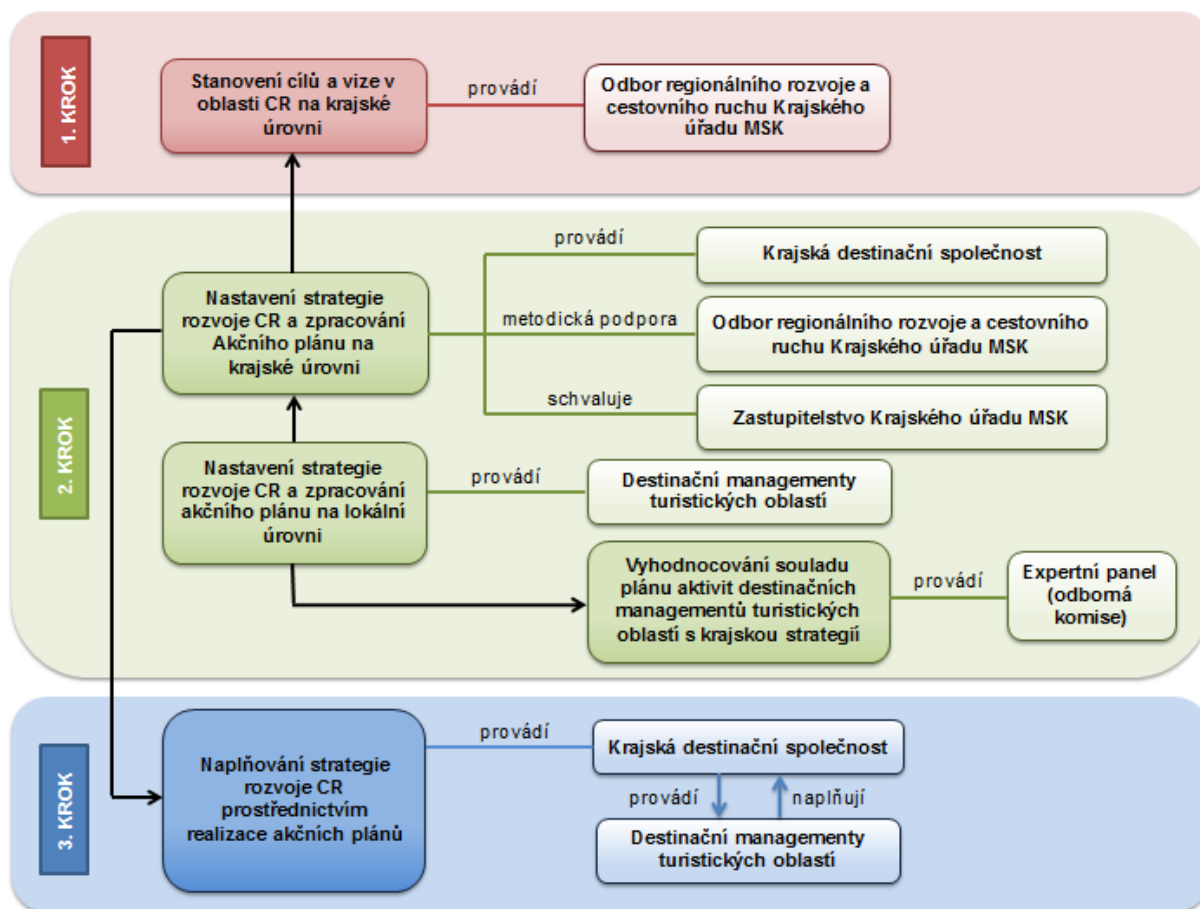 1. KROK
Stanovení cílů a vize v
oblasti CR na krajské
úrovni
provádí
Odbor regionálního rozvoje a
cestovního ruchu Krajského
úřadu MSK
2. KROK
Nastavení strategie
rozvoje CR a zpracování
Akčního plánu na
krajské úrovni
provádí
Krajská destinační společnost
metodická podpora
Odbor regionálního rozvoje a cestovního
ruchu Krajského úřadu MSK
schvaluje
Zastupitelstvo Krajského úřadu MSK
Nastavení strategie
rozvoje CR a zpracování
akčního plánu na lokální
úrovni
provádí
Destinační managementy
turistických oblastí
Vyhodnocování souladu
plánu aktivit destinačních
managementů turistických
oblastí s krajskou strategií
provádí
Expertní panel
(odborná
komise)
3. KROK
Naplňování strategie
rozvoje CR
prostřednictvím
realizace akčních plánů
provádí
Krajská destinační společnost
provádí
naplňují
Destinační managementy
turistických oblastí